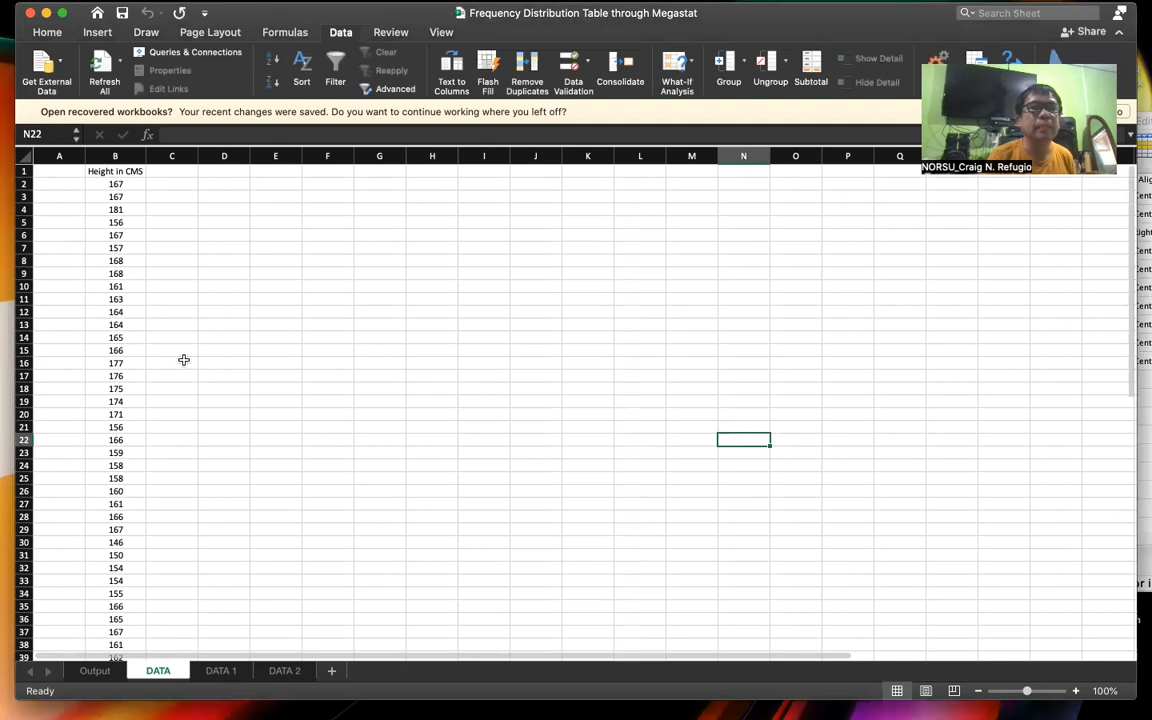 Frequency Distribution Table through Megastat
Search Sheet
Home Insert Draw Page Layout Formulas Data Review View
Share
Get External Data
Refresh All
Queries & Connections
Properties
Edit Links
Sort
Filter
Clear
Reapply
Advanced
Text to Columns
Flash Fill
Remove Duplicates
Data Validation
Consolidate
What-If Analysis
Group
Ungroup
Subtotal
Show Detail
Hide Detail
Open recovered workbooks? Your recent changes were saved. Do you want to continue working where you left off?
NORSU_Craig N. Refugio
N22 fx
A B C D E F G H I J K L M N O P Q
1 Height in CMS
2 167
3 167
4 181
5 156
6 167
7 157
8 168
9 168
10 161
11 163
12 164
13 164
14 165
15 166
16 177
17 176
18 175
19 174
20 171
21 156
22 166
23 159
24 158
25 158
26 160
27 161
28 166
29 167
30 146
31 150
32 154
33 154
34 155
35 166
36 165
37 167
38 161
39 162
Output DATA DATA 1 DATA 2 +
Ready
100%